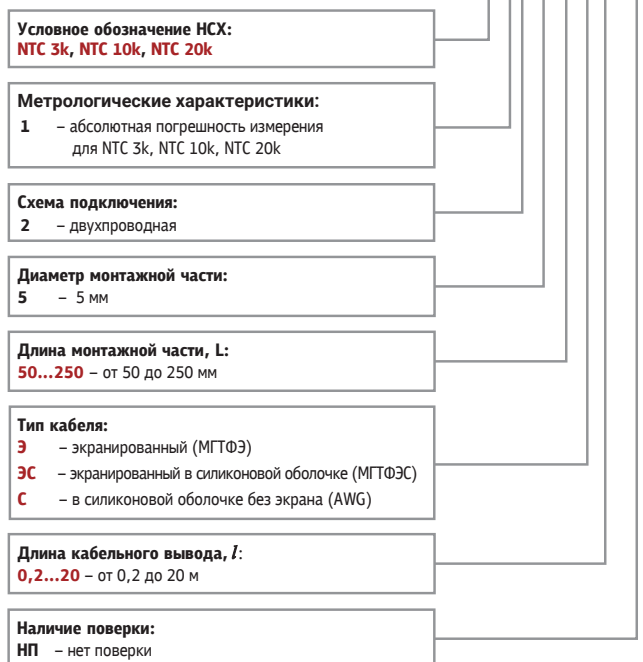 Условное обозначение НСХ:
NTC 3k, NTC 10k, NTC 20k
Метрологические характеристики:
1 – абсолютная погрешность измерения
для NTC 3k, NTC 10k, NTC 20k
Схема подключения:
2 – двухпроводная
Диаметр монтажной части:
5 – 5 мм
Длина монтажной части, L:
50...250 – от 50 до 250 мм
Тип кабеля:
Э – экранированный (МГТФЭ)
ЭС – экранированный в силиконовой оболочке (МГТФЭС)
С – в силиконовой оболочке без экрана (AWG)
Длина кабельного вывода, l:
0,2...20 – от 0,2 до 20 м
Наличие поверки:
НП – нет поверки